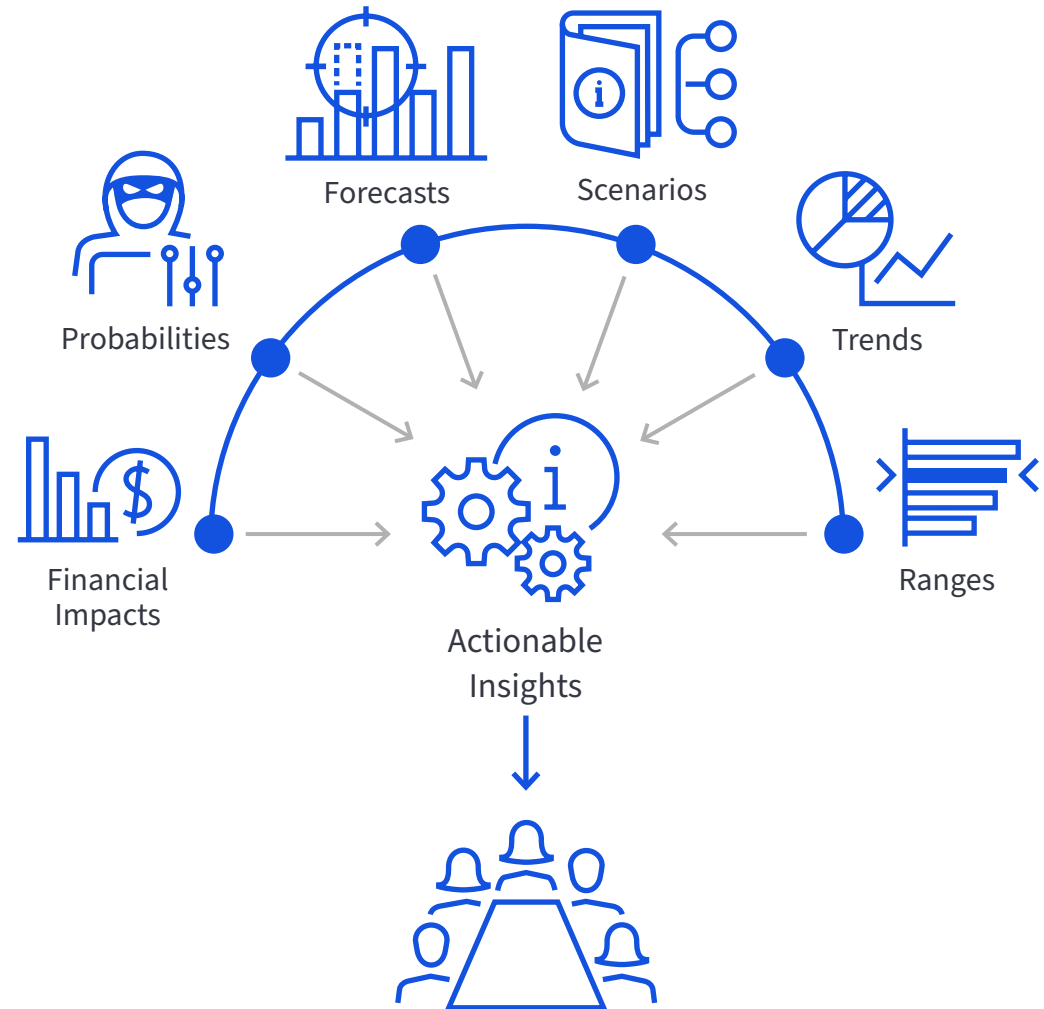 Forecasts
Scenarios
Probabilities
Trends
Financial
Impacts
Ranges
i
i
$
Actionable
Insights